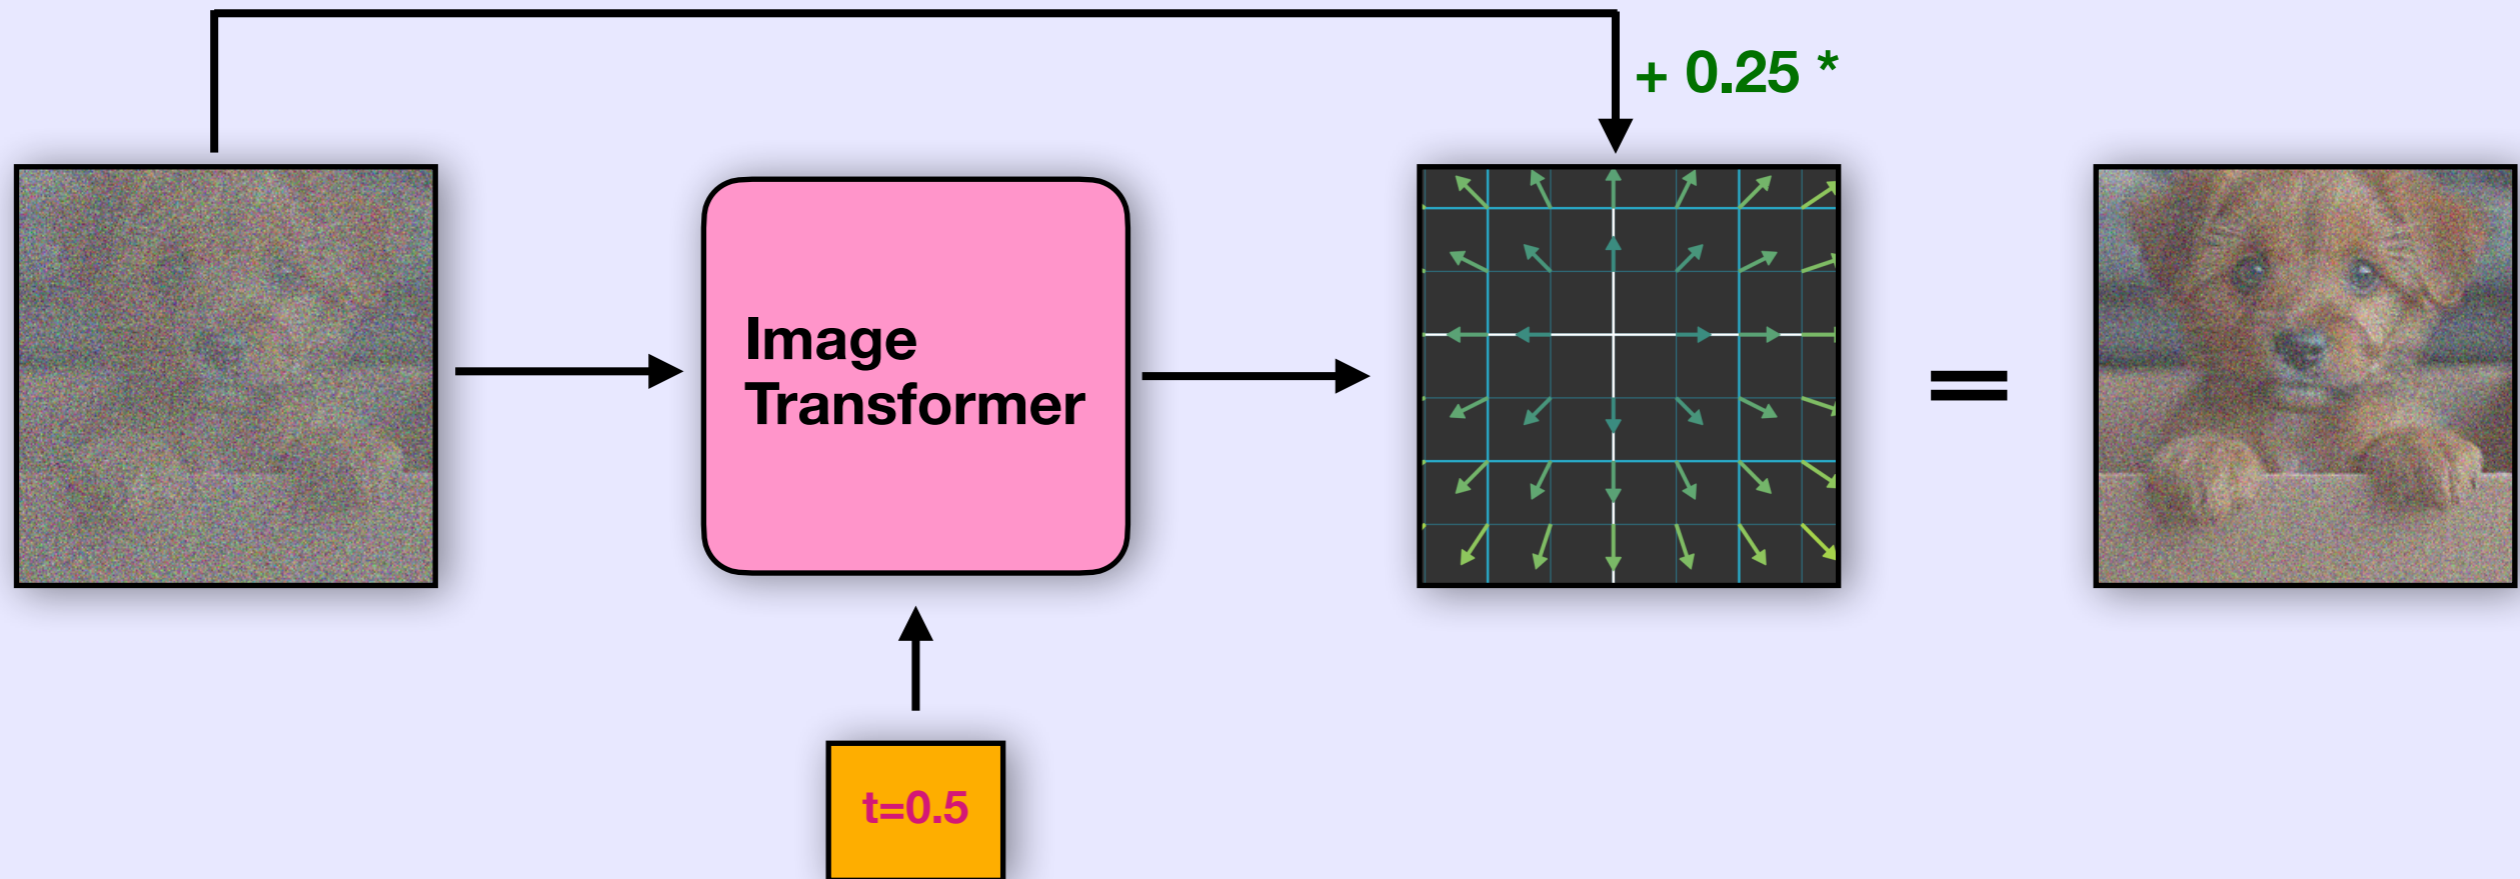 + 0.25 *
Image
Transformer
=
t=0.5